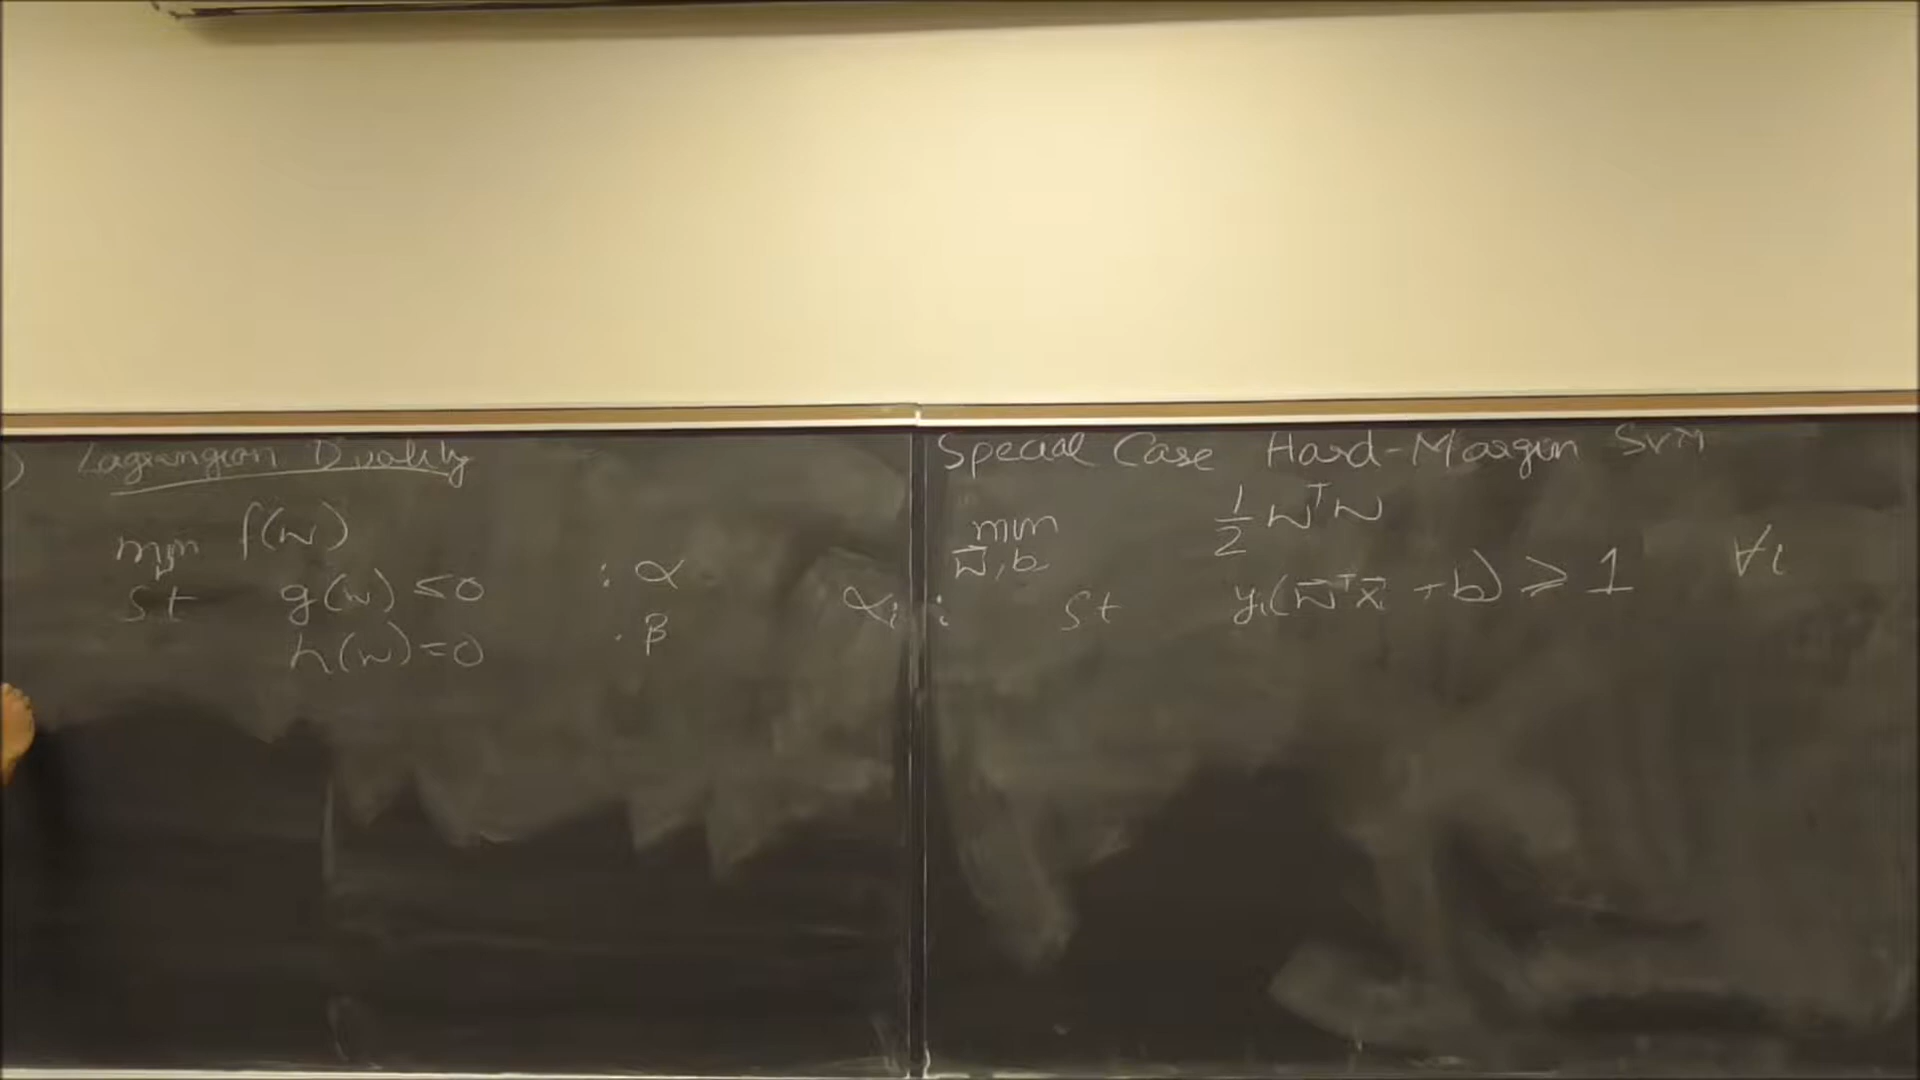 ) Lagrangian Duality
min w f(w)
st g(w) ≤ 0 : α
h(w) = 0 : β
Special Case Hard-Margin SVM
min w⃗, b 1/2 wᵀw
αᵢ : st yᵢ(w⃗ᵀx⃗ᵢ + b) ≥ 1 ∀i